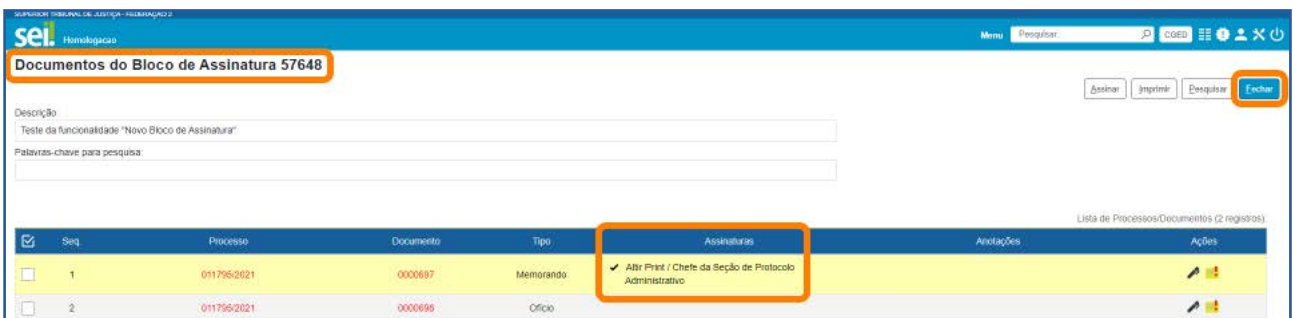 SUPERIOR TRIBUNAL DE JUSTIÇA - FEDERAÇÃO 2
sei. Homologacao Menu Pesquisar... CGED
Documentos do Bloco de Assinatura 57648
Assinar Imprimir Pesquisar Fechar
Descrição:
Teste da funcionalidade "Novo Bloco de Assinatura"
Palavras-chave para pesquisa:
Lista de Processos/Documentos (2 registros):
Seq. Processo Documento Tipo Assinaturas Anotações Ações
1 011795/2021 0000697 Memorando Altir Print / Chefe da Seção de Protocolo
Administrativo
2 011795/2021 0000698 Ofício